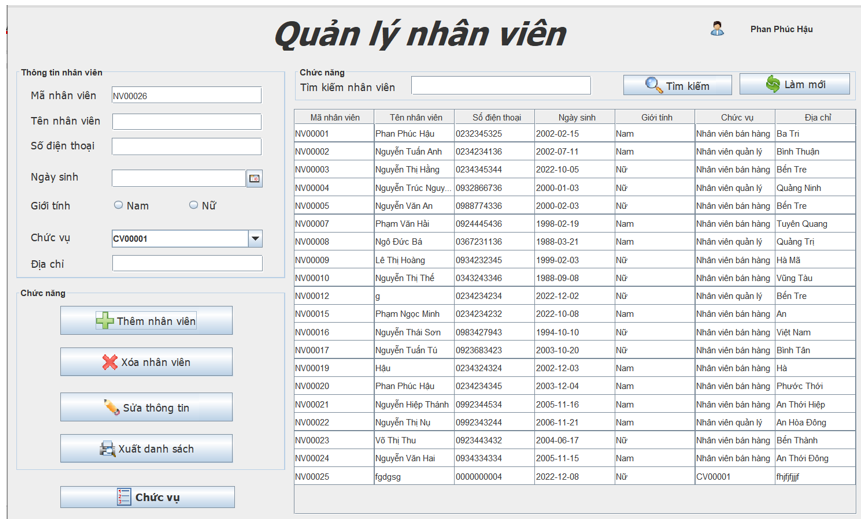 Quản lý nhân viên
Phan Phúc Hậu
Thông tin nhân viên
Mã nhân viên NV00026
Tên nhân viên
Số điện thoại
Ngày sinh
Giới tính Nam Nữ
Chức vụ CV00001
Địa chỉ
Chức năng
Thêm nhân viên
Xóa nhân viên
Sửa thông tin
Xuất danh sách
Chức vụ
Chức năng
Tìm kiếm nhân viên Tìm kiếm Làm mới
Mã nhân viên Tên nhân viên Số điện thoại Ngày sinh Giới tính Chức vụ Địa chỉ
NV00001 Phan Phúc Hậu 0232345325 2002-02-15 Nam Nhân viên bán hàng Ba Tri
NV00002 Nguyễn Tuấn Anh 0234234136 2002-07-11 Nam Nhân viên quản lý Bình Thuận
NV00003 Nguyễn Thị Hằng 0234345344 2022-10-05 Nữ Nhân viên bán hàng Bến Tre
NV00004 Nguyễn Trúc Nguy... 0932866736 2000-01-03 Nữ Nhân viên bán hàng Quảng Ninh
NV00005 Nguyễn Văn An 0988774336 2000-02-03 Nữ Nhân viên bán hàng Bến Tre
NV00007 Phạm Văn Hải 0924445436 1998-02-19 Nam Nhân viên bán hàng Tuyên Quang
NV00008 Ngô Đức Bá 0367231136 1988-03-21 Nam Nhân viên quản lý Quảng Trị
NV00009 Lê Thị Hoàng 0934232345 1999-02-03 Nữ Nhân viên bán hàng Hà Mã
NV00010 Nguyễn Thị Thế 0343243346 1988-09-08 Nữ Nhân viên bán hàng Vũng Tàu
NV00012 g 0234234234 2022-12-02 Nữ Nhân viên quản lý Bến Tre
NV00015 Phạm Ngọc Minh 0234234232 2022-10-08 Nam Nhân viên bán hàng An
NV00016 Nguyễn Thái Sơn 0983427943 1994-10-10 Nữ Nhân viên bán hàng Việt Nam
NV00017 Nguyễn Tuấn Tú 0923683423 2003-10-20 Nữ Nhân viên bán hàng Bình Tân
NV00019 Hậu 0234324324 2002-12-03 Nam Nhân viên bán hàng Hà
NV00020 Phan Phúc Hậu 0234234345 2003-12-04 Nam Nhân viên bán hàng Phước Thới
NV00021 Nguyễn Hiệp Thánh 0992344534 2005-11-16 Nam Nhân viên bán hàng An Thới Hiệp
NV00022 Nguyễn Thị Nụ 0992343244 2006-11-21 Nam Nhân viên quản lý An Hòa Đông
NV00023 Võ Thị Thu 0923443432 2004-06-17 Nữ Nhân viên bán hàng Bến Thành
NV00024 Nguyễn Văn Hai 0934334334 2005-11-15 Nam Nhân viên bán hàng An Thới Đông
NV00025 fgdgsg 0000000004 2022-12-08 Nữ CV00001 fhjfjfjjf